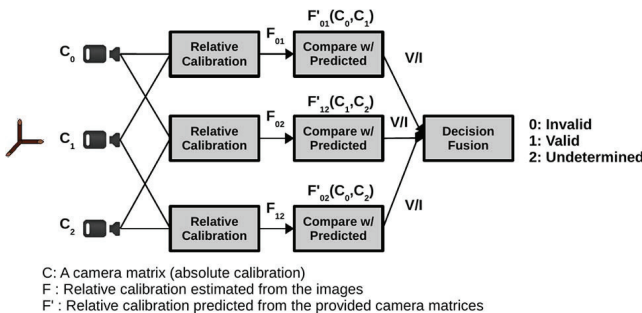 F'01(C0,C1)
C0
Relative Calibration
F01
Compare w/ Predicted
V/I
F'12(C1,C2)
C1
Relative Calibration
F02
Compare w/ Predicted
V/I
Decision Fusion
0: Invalid
1: Valid
2: Undetermined
F'02(C0,C2)
C2
Relative Calibration
F12
Compare w/ Predicted
V/I
C: A camera matrix (absolute calibration)
F : Relative calibration estimated from the images
F' : Relative calibration predicted from the provided camera matrices